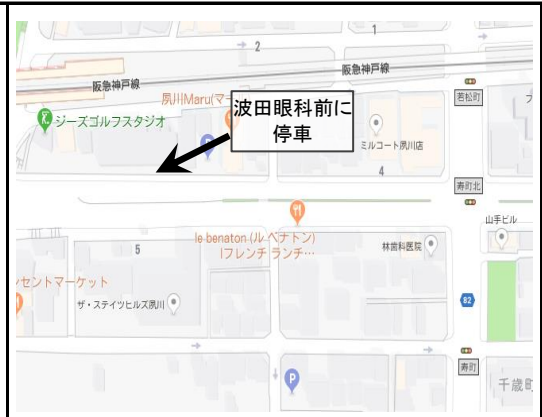 1
2
阪急神戸線
阪急神戸線
夙川Maru(マー
若松町
波田眼科前に
停車
ジーズゴルフスタジオ
P
ミルコート夙川店
4
寿町北
山手ビル
le benaton (ル ベナトン)
lフレンチ ランチ…
5
林歯科医院
セントマーケット
ザ・ステイツヒルズ夙川
82
寿町
P
千歳町